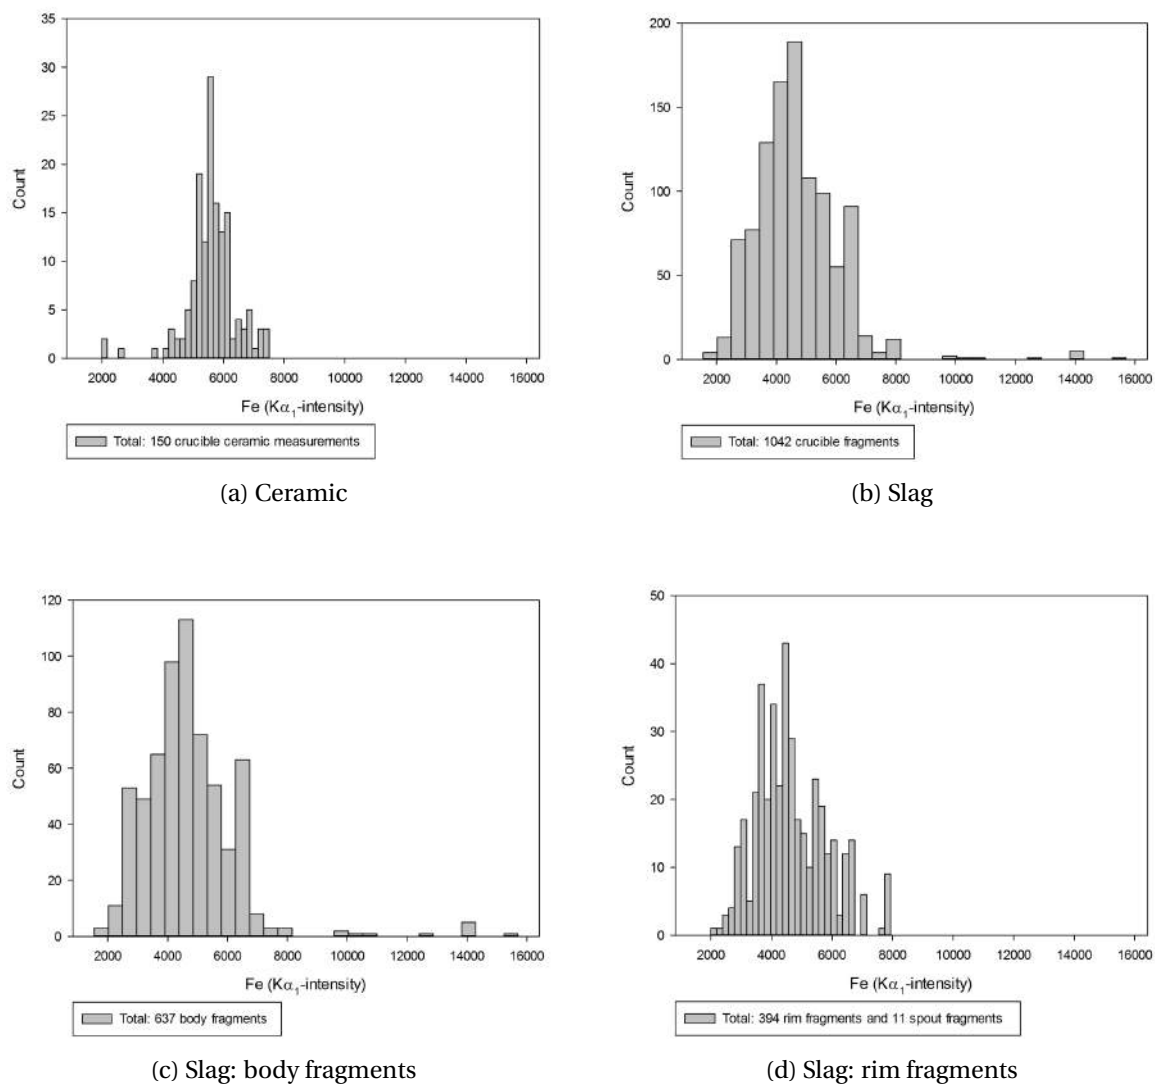 35
30
25
20
15
10
5
0
Count
2000 4000 6000 8000 10000 12000 14000 16000
Fe (Kα1-intensity)
Total: 150 crucible ceramic measurements
(a) Ceramic
200
150
100
50
0
Count
2000 4000 6000 8000 10000 12000 14000 16000
Fe (Kα1-intensity)
Total: 1042 crucible fragments
(b) Slag
120
100
80
60
40
20
0
Count
2000 4000 6000 8000 10000 12000 14000 16000
Fe (Kα1-intensity)
Total: 637 body fragments
(c) Slag: body fragments
50
40
30
20
10
0
Count
2000 4000 6000 8000 10000 12000 14000 16000
Fe (Kα1-intensity)
Total: 394 rim fragments and 11 spout fragments
(d) Slag: rim fragments